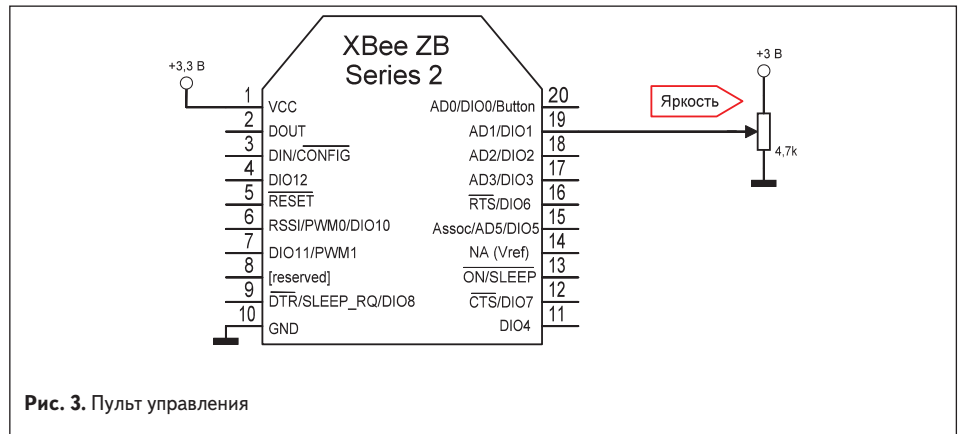 XBee ZB
Series 2
+3,3 В
+3 В
Яркость
4,7k
1 VCC
2 DOUT
3 DIN/CONFIG
4 DIO12
5 RESET
6 RSSI/PWM0/DIO10
7 DIO11/PWM1
8 [reserved]
9 DTR/SLEEP_RQ/DIO8
10 GND
AD0/DIO0/Button 20
AD1/DIO1 19
AD2/DIO2 18
AD3/DIO3 17
RTS/DIO6 16
Assoc/AD5/DIO5 15
NA (Vref) 14
ON/SLEEP 13
CTS/DIO7 12
DIO4 11
Рис. 3. Пульт управления